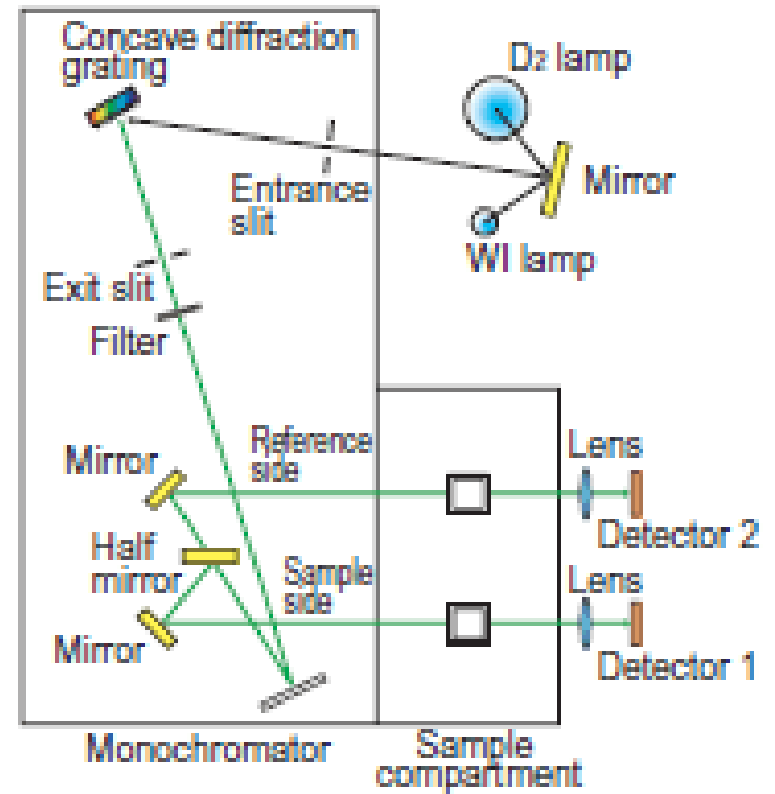 Concave diffraction
grating
D2 lamp
Mirror
Entrance
slit
WI lamp
Exit slit
Filter
Reference
side
Mirror
Lens
Detector 2
Half
mirror
Sample
side
Lens
Mirror
Detector 1
Monochromator
Sample
compartment